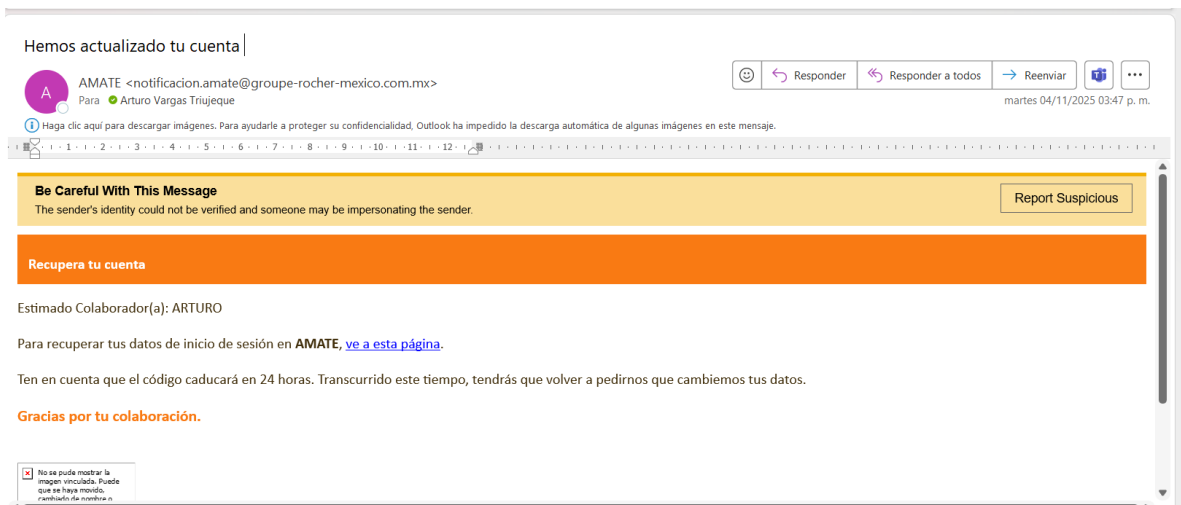 Hemos actualizado tu cuenta
A
AMATE <notificacion.amate@groupe-rocher-mexico.com.mx>
Para Arturo Vargas Triujeque
Responder Responder a todos Reenviar
martes 04/11/2025 03:47 p. m.
Haga clic aquí para descargar imágenes. Para ayudarle a proteger su confidencialidad, Outlook ha impedido la descarga automática de algunas imágenes en este mensaje.
1 2 3 4 5 6 7 8 9 10 11 12
Be Careful With This Message
The sender's identity could not be verified and someone may be impersonating the sender.
Report Suspicious
Recupera tu cuenta
Estimado Colaborador(a): ARTURO
Para recuperar tus datos de inicio de sesión en AMATE, ve a esta página.
Ten en cuenta que el código caducará en 24 horas. Transcurrido este tiempo, tendrás que volver a pedirnos que cambiemos tus datos.
Gracias por tu colaboración.
No se pude mostrar la
imagen vinculada. Puede
que se haya movido,
cambiado de nombre o